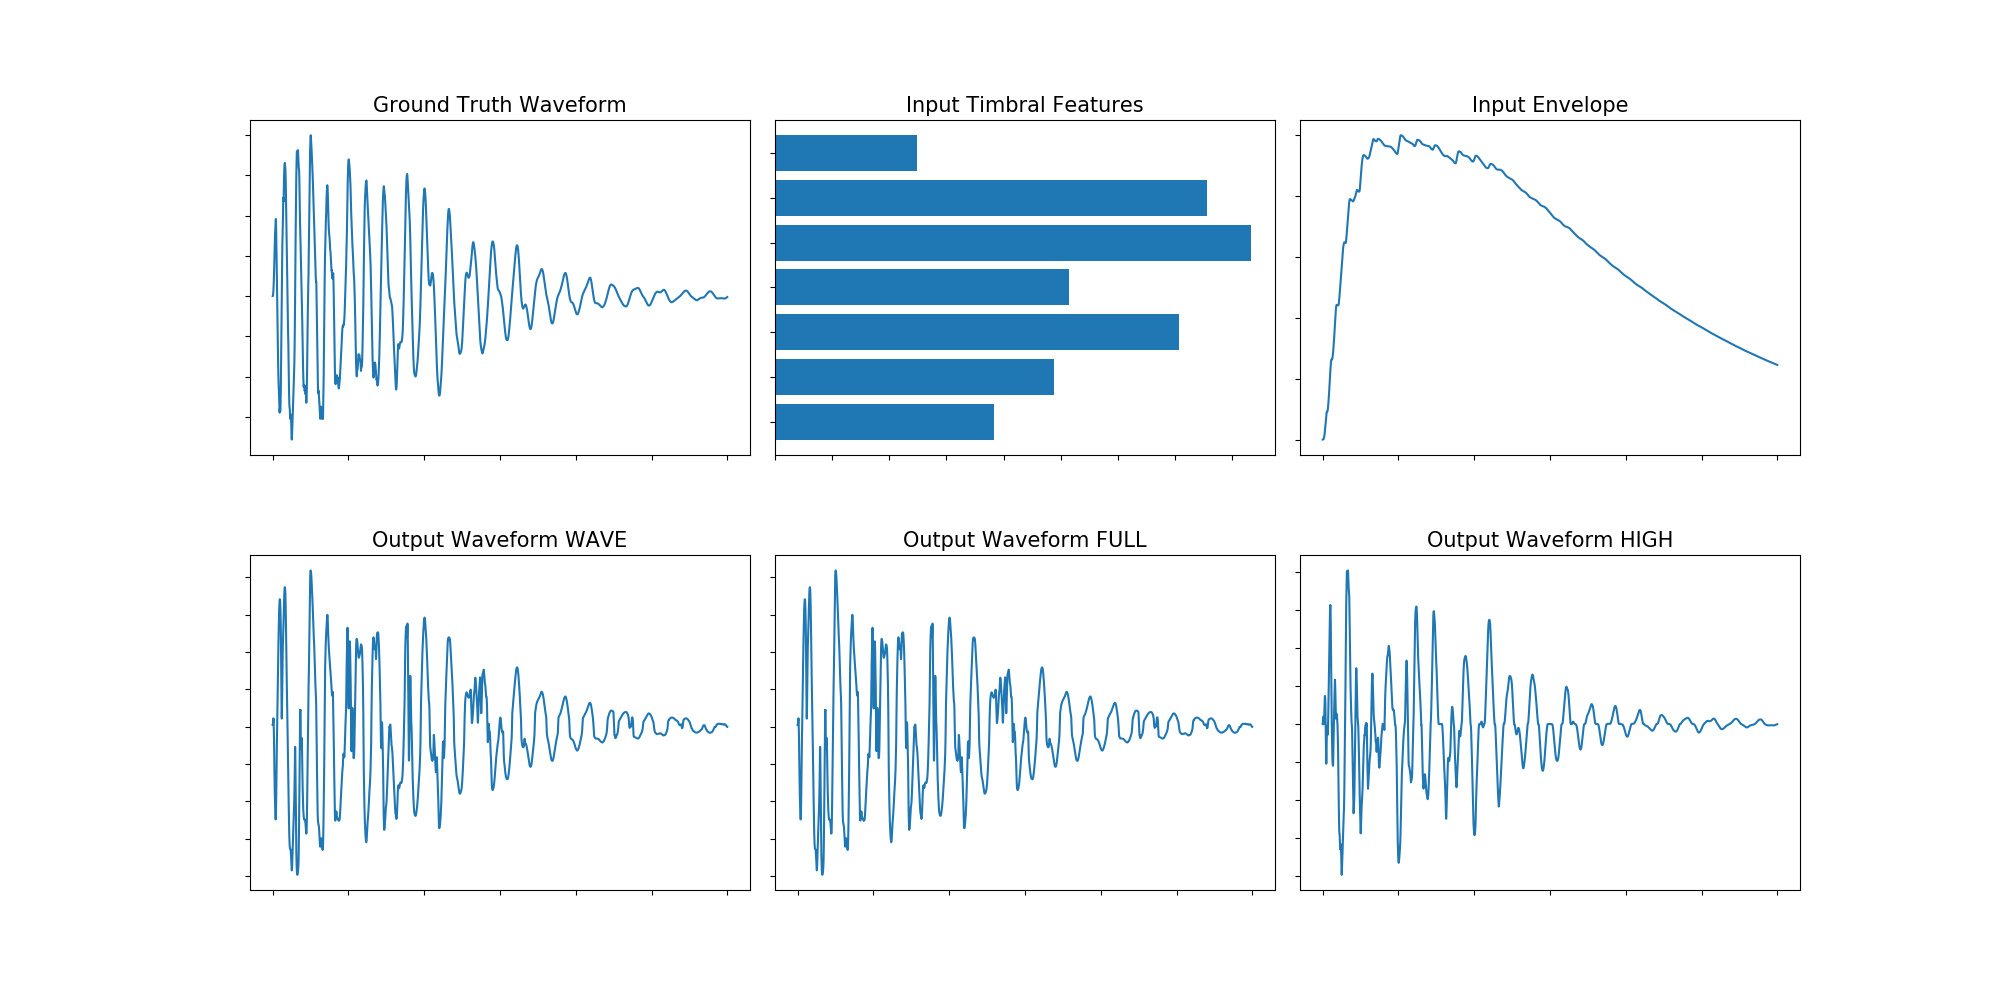 Ground Truth Waveform
Input Timbral Features
Input Envelope
Output Waveform WAVE
Output Waveform FULL
Output Waveform HIGH